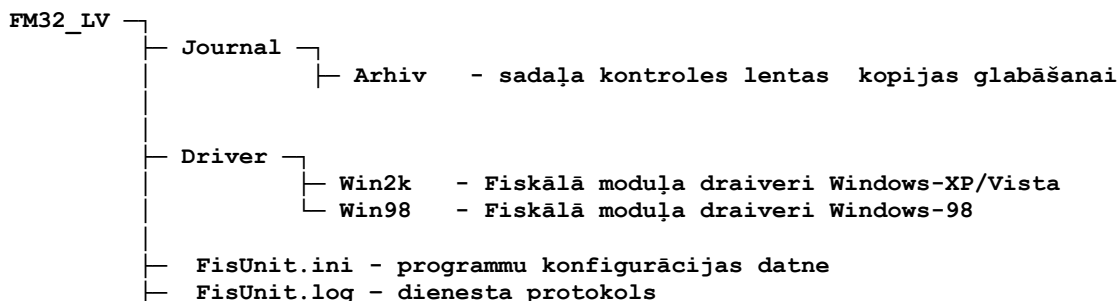 FM32_LV
Journal
Arhiv - sadaļa kontroles lentas kopijas glabāšanai
Driver
Win2k - Fiskālā moduļa draiveri Windows-XP/Vista
Win98 - Fiskālā moduļa draiveri Windows-98
FisUnit.ini - programmu konfigurācijas datne
FisUnit.log – dienesta protokols